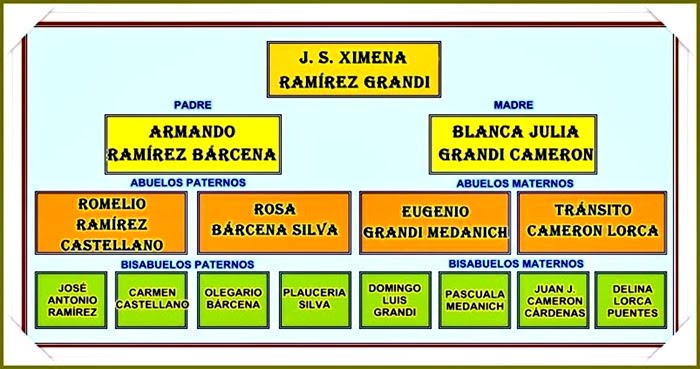 J. S. XIMENA
RAMÍREZ GRANDI
PADRE
MADRE
ARMANDO
RAMÍREZ BÁRCENA
BLANCA JULIA
GRANDI CAMERON
ABUELOS PATERNOS
ABUELOS MATERNOS
ROMELIO
RAMÍREZ
CASTELLANO
ROSA
BÁRCENA SILVA
EUGENIO
GRANDI MEDANICH
TRÁNSITO
CAMERON LORCA
BISABUELOS PATERNOS
BISABUELOS MATERNOS
JOSÉ
ANTONIO
RAMÍREZ
CARMEN
CASTELLANO
OLEGARIO
BÁRCENA
PLAUCERIA
SILVA
DOMINGO
LUIS
GRANDI
PASCUALA
MEDANICH
JUAN J.
CAMERON
CÁRDENAS
DELINA
LORCA
PUENTES